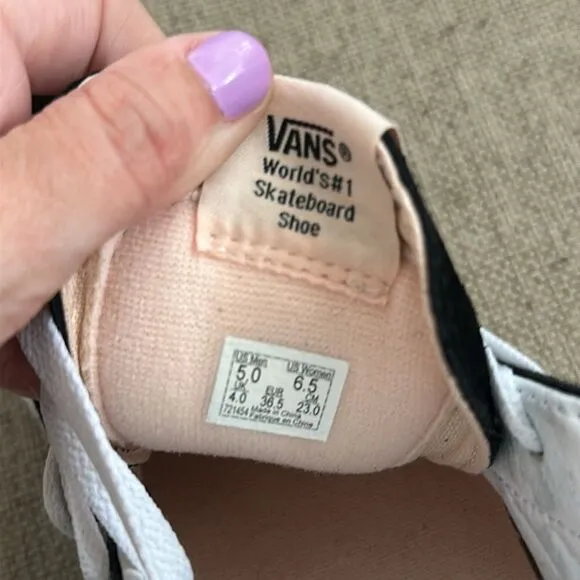 VANS®
World's#1
Skateboard
Shoe
US Men US Women
5.0 6.5
UK EUR CM
4.0 36.5 23.0
721454 Made in China
Fabriqué en China